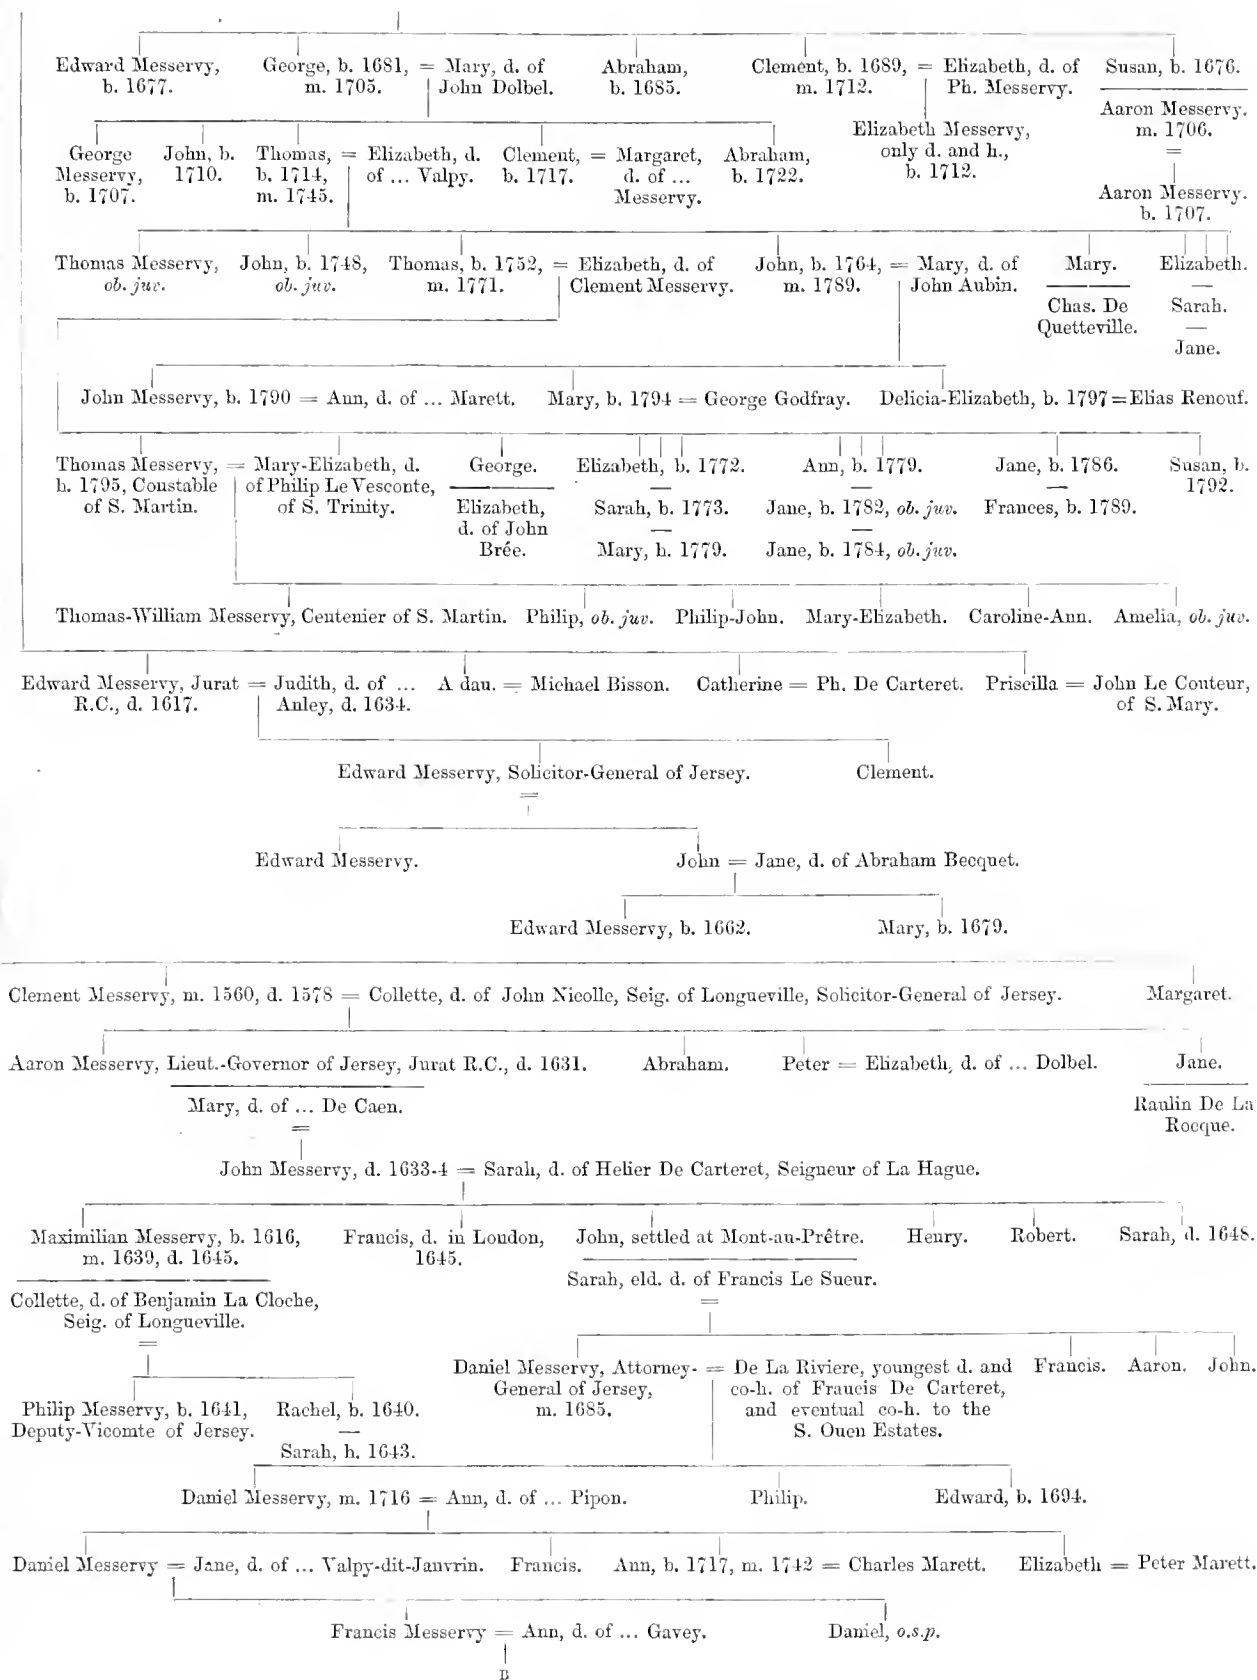 Edward Messervy, George, b. 1681, = Mary, d. of Abraham, Clement, b. 1689, = Elizabeth, d. of Susan, b. 1676.
b. 1677. m. 1705. John Dolbel. b. 1685. m. 1712. Ph. Messervy.
Aaron Messervy.
m. 1706.
=
Aaron Messervy.
b. 1707.
Elizabeth Messervy,
only d. and h.,
b. 1712.
George John, b. Thomas, = Elizabeth, d. Clement, = Margaret, Abraham,
Messervy, 1710. b. 1714, of ... Valpy. b. 1717. d. of ... b. 1722.
b. 1707. m. 1745. Messervy.
Thomas Messervy, John, b. 1748, Thomas, b. 1752, = Elizabeth, d. of John, b. 1764, = Mary, d. of Mary. Elizabeth.
ob. juv. ob. juv. m. 1771. Clement Messervy. m. 1789. John Aubin.
Chas. De Sarah.
Quetteville.
Jane.
John Messervy, b. 1790 = Ann, d. of ... Marett. Mary, b. 1794 = George Godfray. Delicia-Elizabeth, b. 1797 = Elias Renouf.
Thomas Messervy, = Mary-Elizabeth, d. George. Elizabeth, b. 1772. Ann, b. 1779. Jane, b. 1786. Susan, b.
b. 1795, Constable of Philip Le Vesconte, 1792.
of S. Martin. of S. Trinity. Elizabeth, Sarah, b. 1773. Jane, b. 1782, ob. juv. Frances, b. 1789.
d. of John
Brée. Mary, b. 1779. Jane, b. 1784, ob. juv.
Thomas-William Messervy, Centenier of S. Martin. Philip, ob. juv. Philip-John. Mary-Elizabeth. Caroline-Ann. Amelia, ob. juv.
Edward Messervy, Jurat = Judith, d. of ... A dau. = Michael Bisson. Catherine = Ph. De Carteret. Priscilla = John Le Couteur,
R.C., d. 1617. Anley, d. 1634. of S. Mary.
Edward Messervy, Solicitor-General of Jersey. Clement.
=
Edward Messervy. John = Jane, d. of Abraham Becquet.
Edward Messervy, b. 1662. Mary, b. 1679.
Clement Messervy, m. 1560, d. 1578 = Collette, d. of John Nicolle, Seig. of Longueville, Solicitor-General of Jersey. Margaret.
Aaron Messervy, Lieut.-Governor of Jersey, Jurat R.C., d. 1631. Abraham. Peter = Elizabeth, d. of ... Dolbel. Jane.
Mary, d. of ... De Caen. Raulin De La
= Rocque.
John Messervy, d. 1633-4 = Sarah, d. of Helier De Carteret, Seigneur of La Hague.
Maximilian Messervy, b. 1616, Francis, d. in London, John, settled at Mont-au-Prêtre. Henry. Robert. Sarah, d. 1648.
m. 1639, d. 1645. 1645.
Sarah, eld. d. of Francis Le Sueur.
=
Collette, d. of Benjamin La Cloche,
Seig. of Longueville.
=
Daniel Messervy, Attorney- = De La Riviere, youngest d. and Francis. Aaron. John.
General of Jersey, co-h. of Francis De Carteret,
m. 1685. and eventual co-h. to the
S. Ouen Estates.
Philip Messervy, b. 1641, Rachel, b. 1640.
Deputy-Vicomte of Jersey.
Sarah, b. 1643.
Daniel Messervy, m. 1716 = Ann, d. of ... Pipon. Philip. Edward, b. 1694.
Daniel Messervy = Jane, d. of ... Valpy-dit-Janvrin. Francis. Ann, b. 1717, m. 1742 = Charles Marett. Elizabeth = Peter Marett.
Francis Messervy = Ann, d. of ... Gavey. Daniel, o.s.p.
B